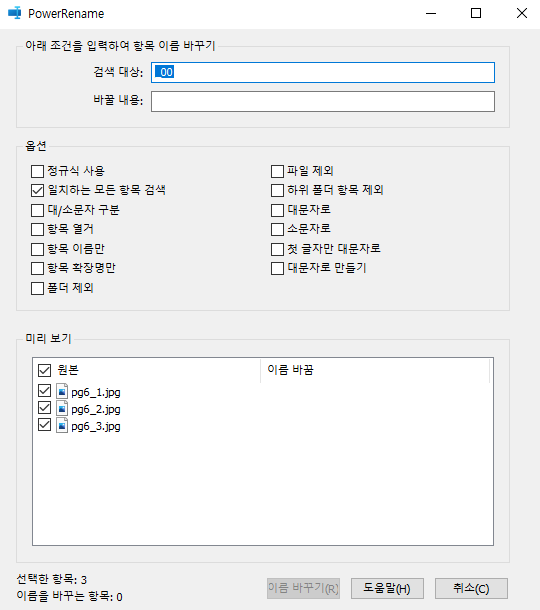 PowerRename
아래 조건을 입력하여 항목 이름 바꾸기
검색 대상: _00
바꿀 내용:
옵션
정규식 사용 파일 제외
일치하는 모든 항목 검색 하위 폴더 항목 제외
대/소문자 구분 대문자로
항목 열거 소문자로
항목 이름만 첫 글자만 대문자로
항목 확장명만 대문자로 만들기
폴더 제외
미리 보기
원본 이름 바꿈
pg6_1.jpg
pg6_2.jpg
pg6_3.jpg
선택한 항목: 3
이름을 바꾸는 항목: 0
이름 바꾸기(R) 도움말(H) 취소(C)